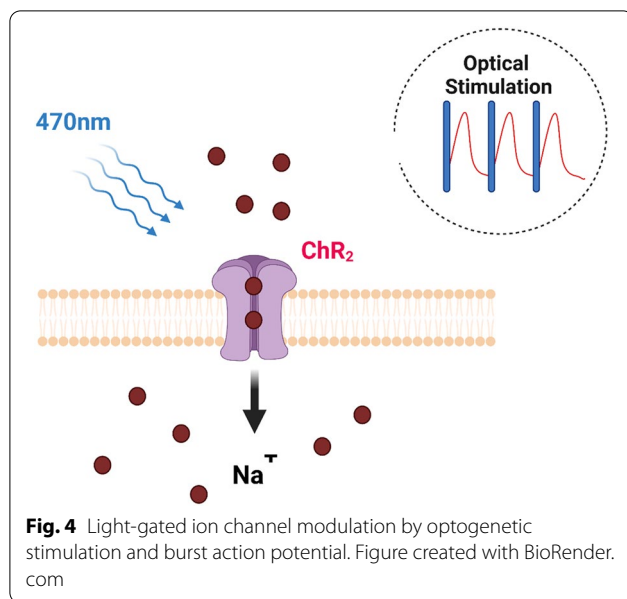 Optical
Stimulation
470nm
ChR₂
Na⁺
Fig. 4 Light-gated ion channel modulation by optogenetic
stimulation and burst action potential. Figure created with BioRender.
com